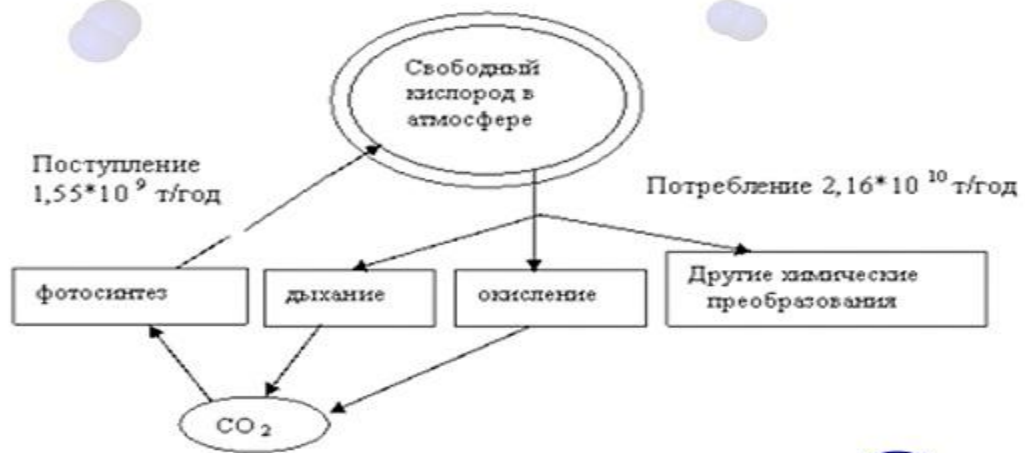 Свободный
кислород в
атмосфере
Поступление
1,55*10 ⁹ т/год
Потребление 2,16*10 ¹⁰ т/год
фотосинтез
дыхание
окисление
Другие химические
преобразования
CO ₂